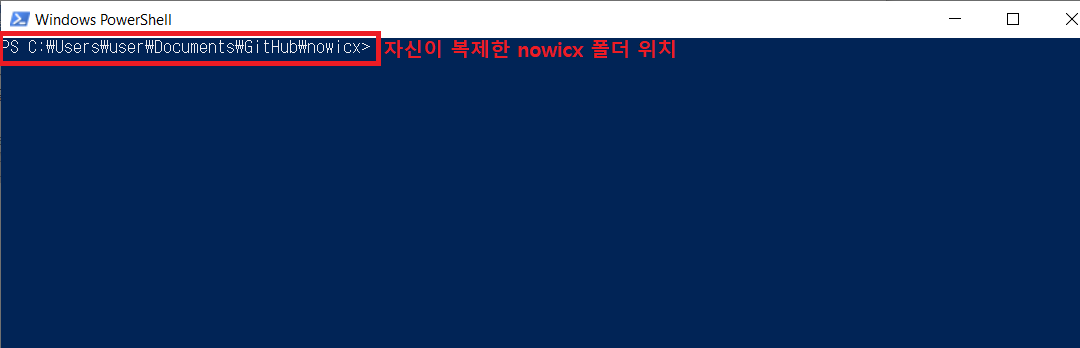 Windows PowerShell
PS C:₩Users₩user₩Documents₩GitHub₩nowicx> 자신이 복제한 nowicx 폴더 위치